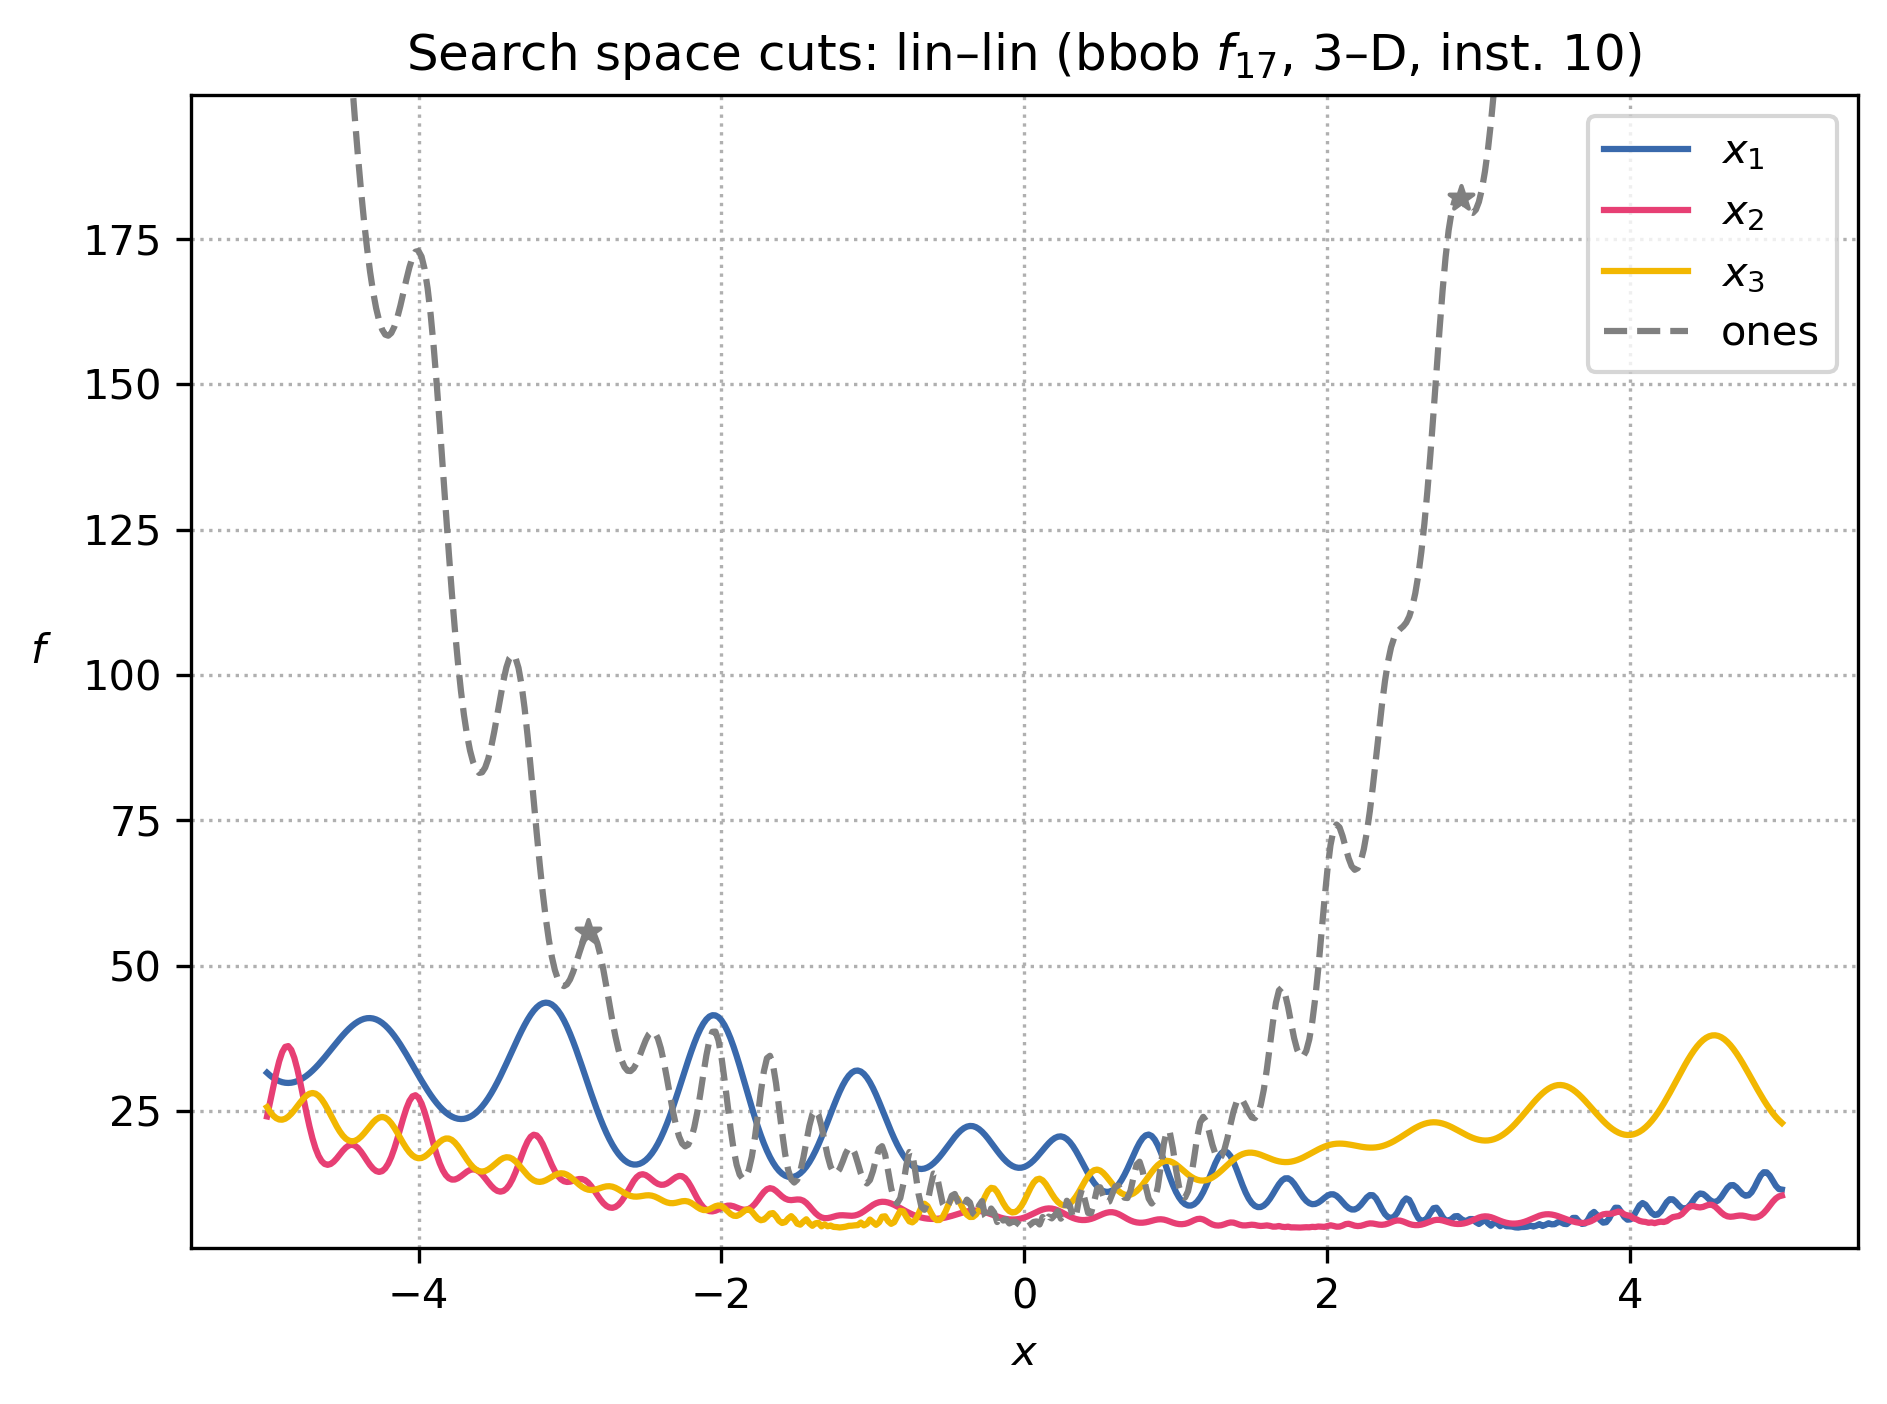 Search space cuts: lin–lin (bbob f17, 3–D, inst. 10)
x1
x2
x3
ones
175
150
125
100
75
50
25
f
−4
−2
0
2
4
x